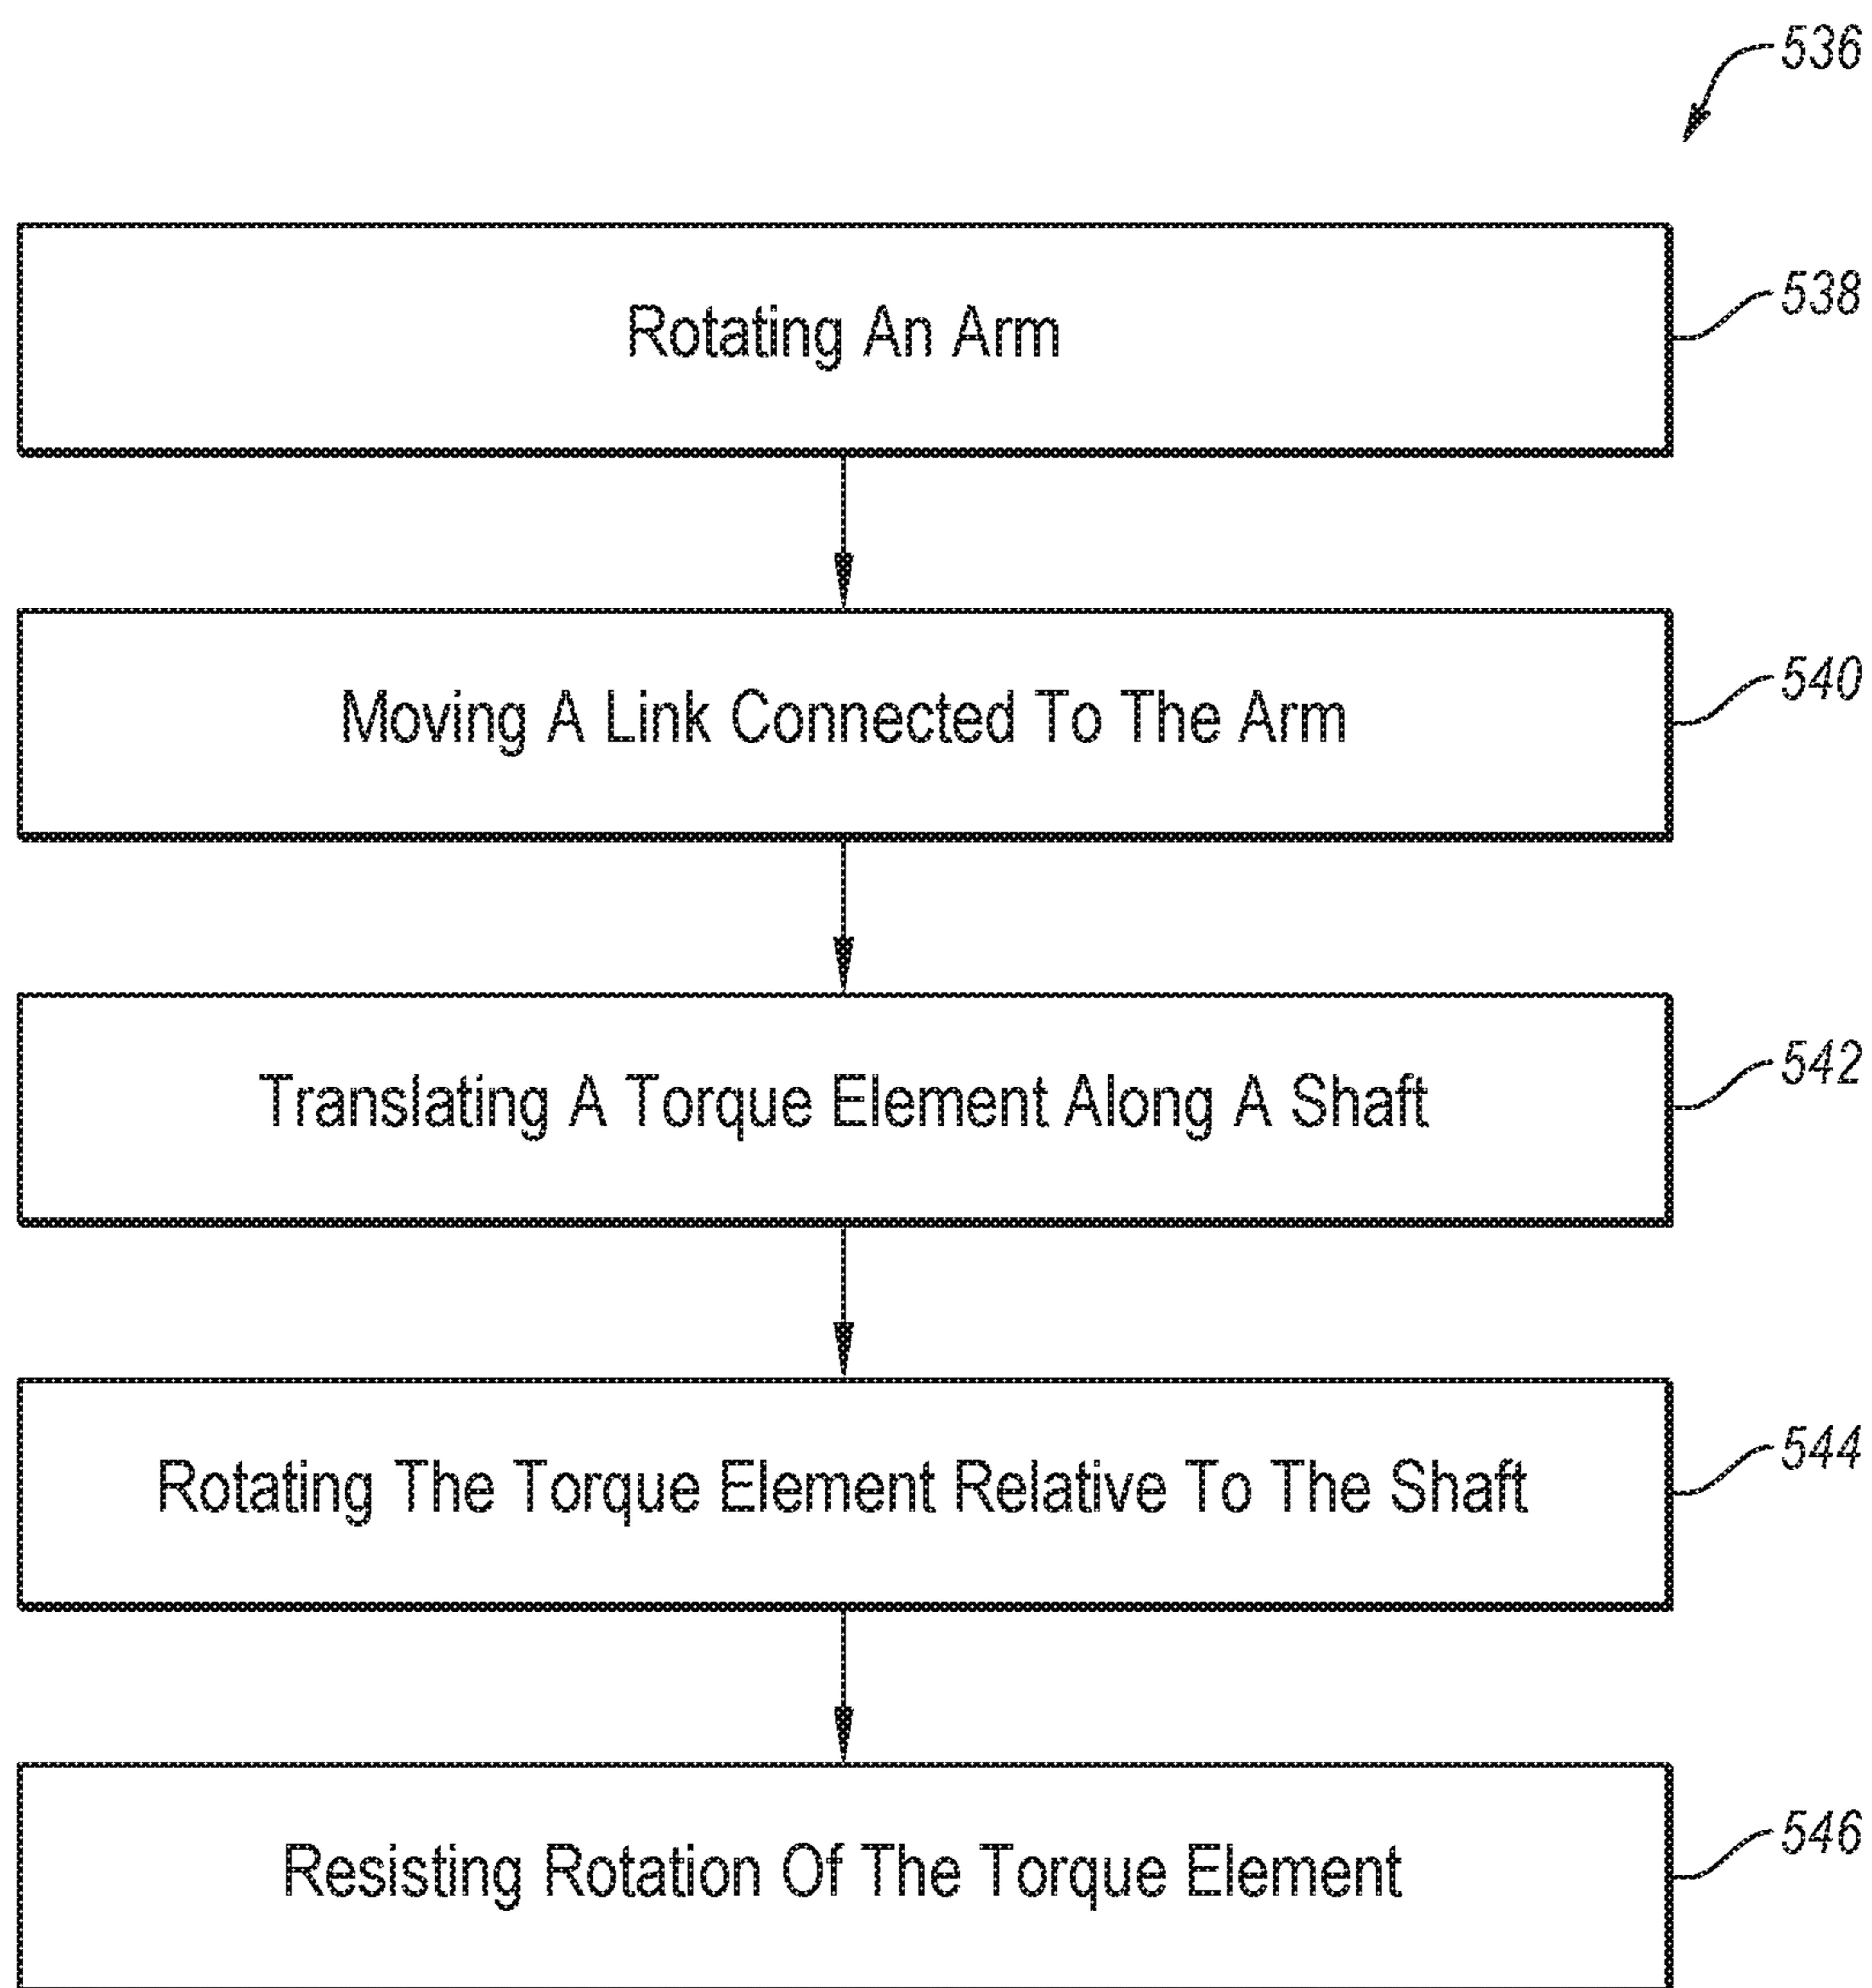 536
Rotating An Arm
538
Moving A Link Connected To The Arm
540
Translating A Torque Element Along A Shaft
542
Rotating The Torque Element Relative To The Shaft
544
Resisting Rotation Of The Torque Element
546